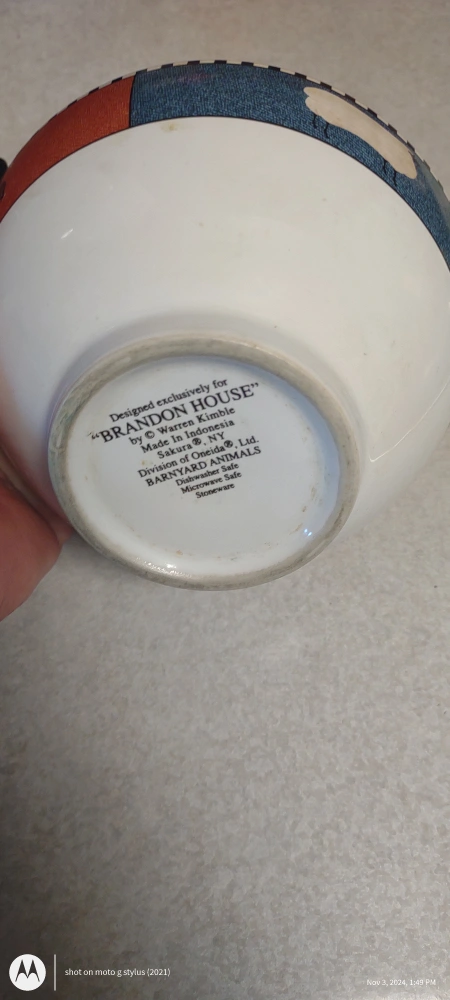 Designed exclusively for
"BRANDON HOUSE"
by © Warren Kimble
Made In Indonesia
Sakura®, NY
Division of Oneida®, Ltd.
BARNYARD ANIMALS
Dishwasher Safe
Microwave Safe
Stoneware
shot on moto g stylus (2021)
Nov 3, 2024, 1:49 PM